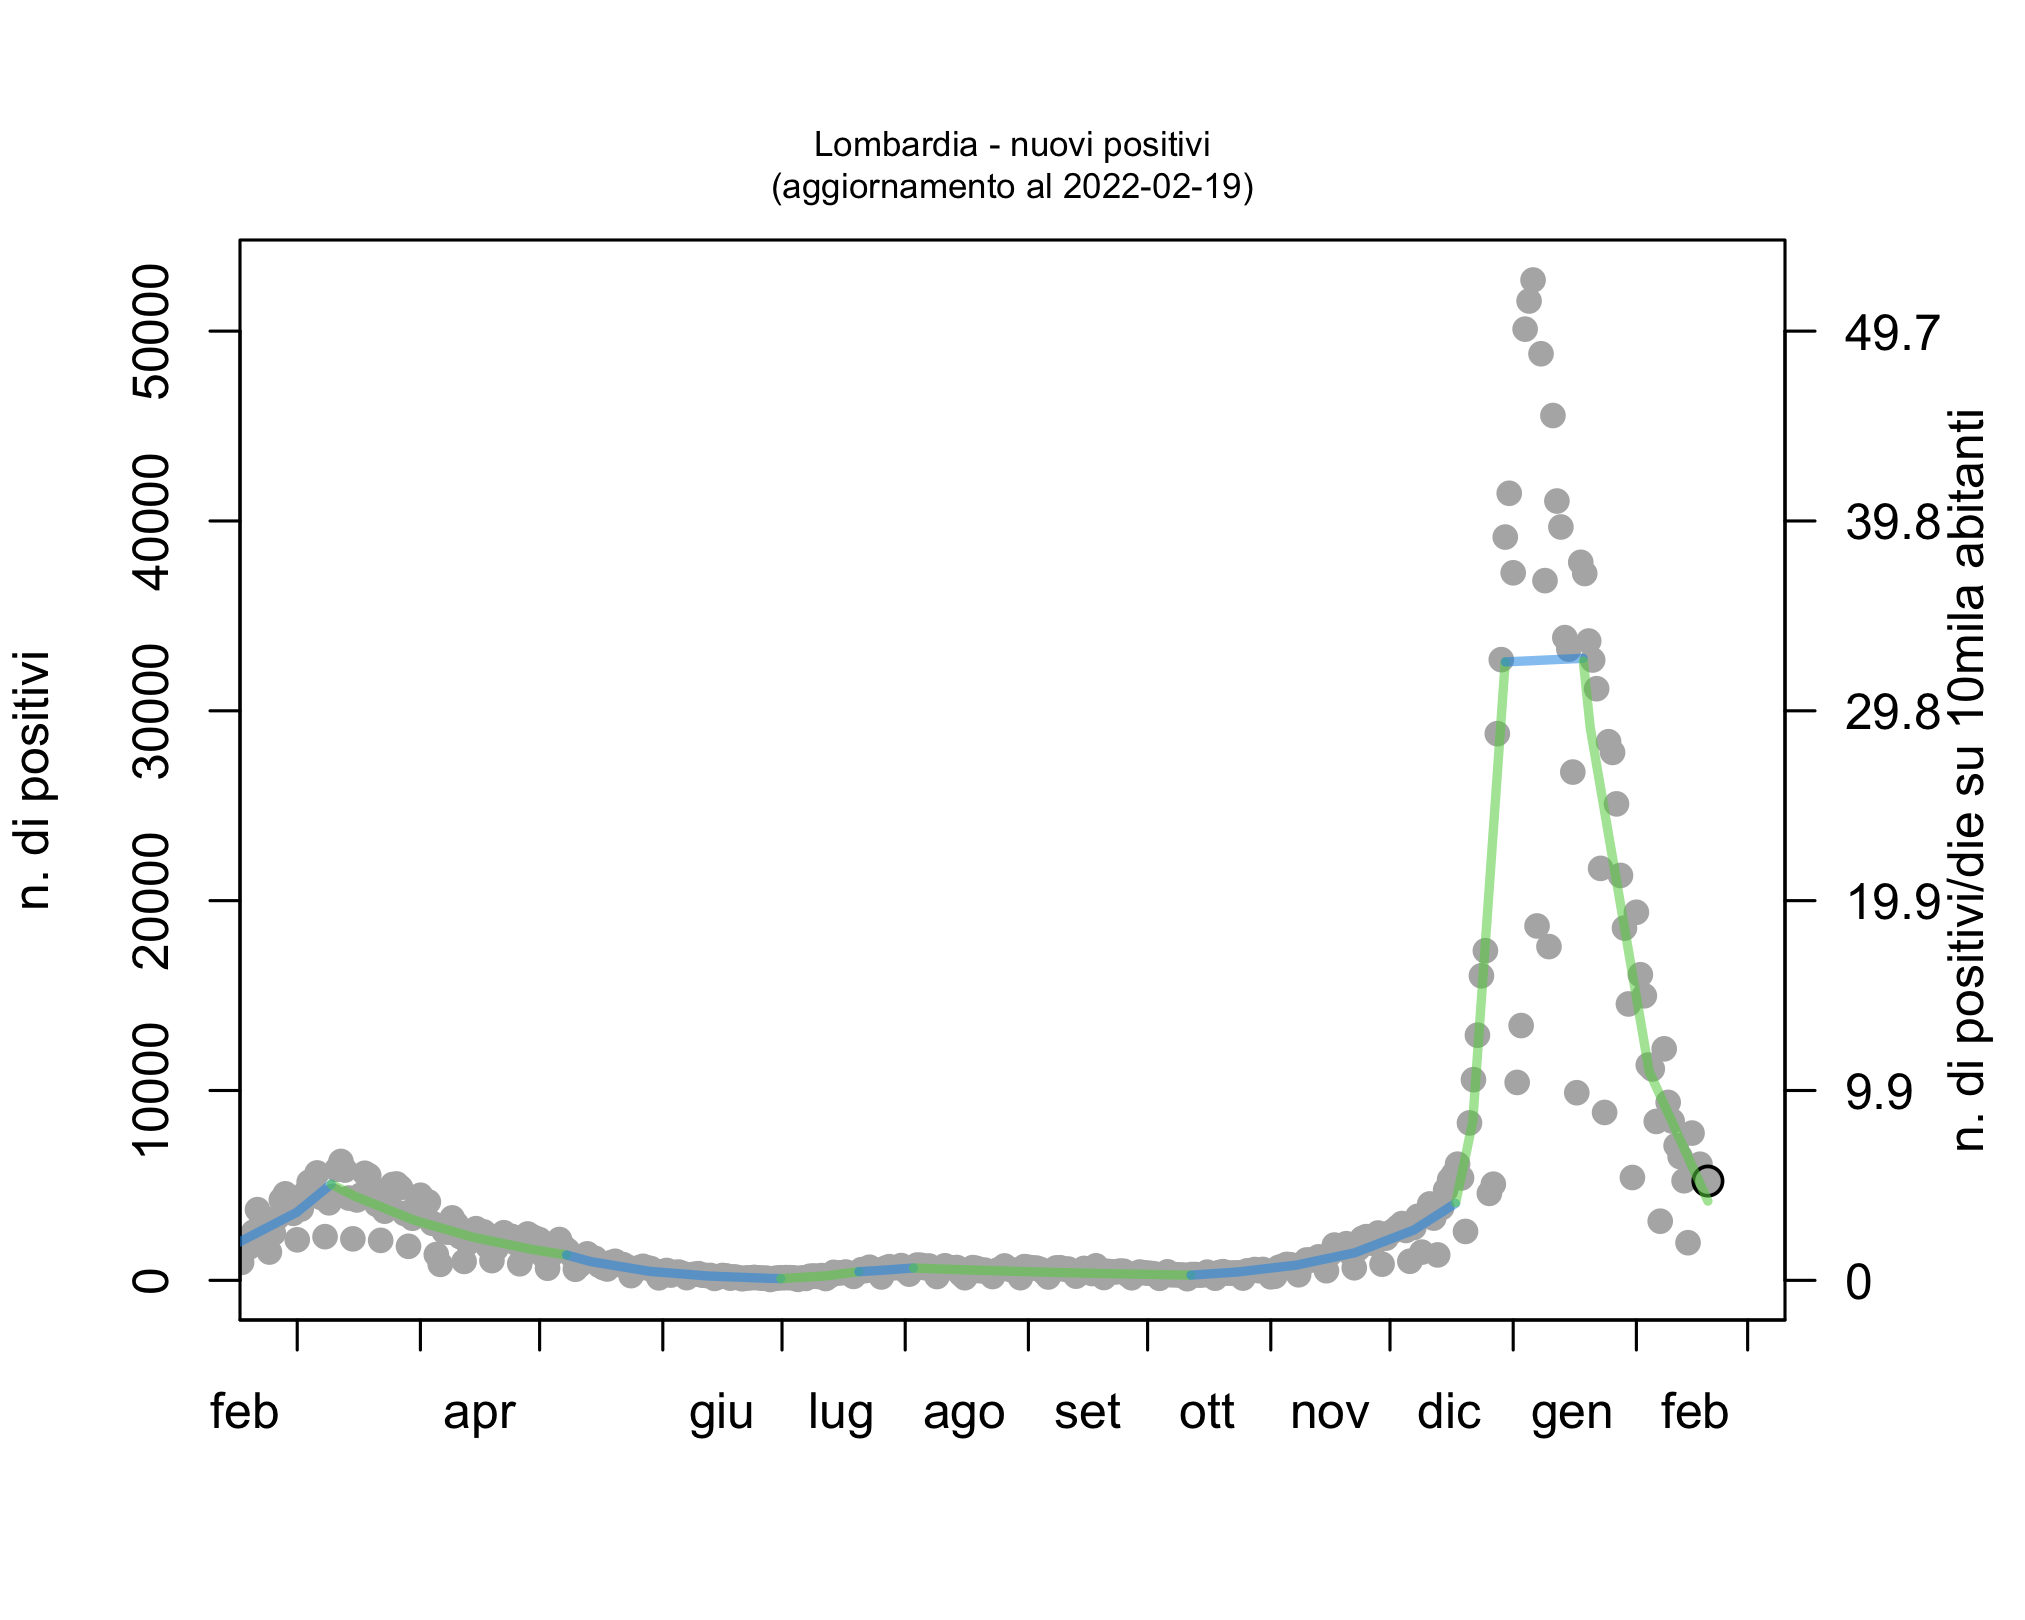 Lombardia - nuovi positivi
(aggiornamento al 2022-02-19)
n. di positivi
50000
40000
30000
20000
10000
0
49.7
39.8
29.8
19.9
9.9
0
n. di positivi/die su 10mila abitanti
feb apr giu lug ago set ott nov dic gen feb